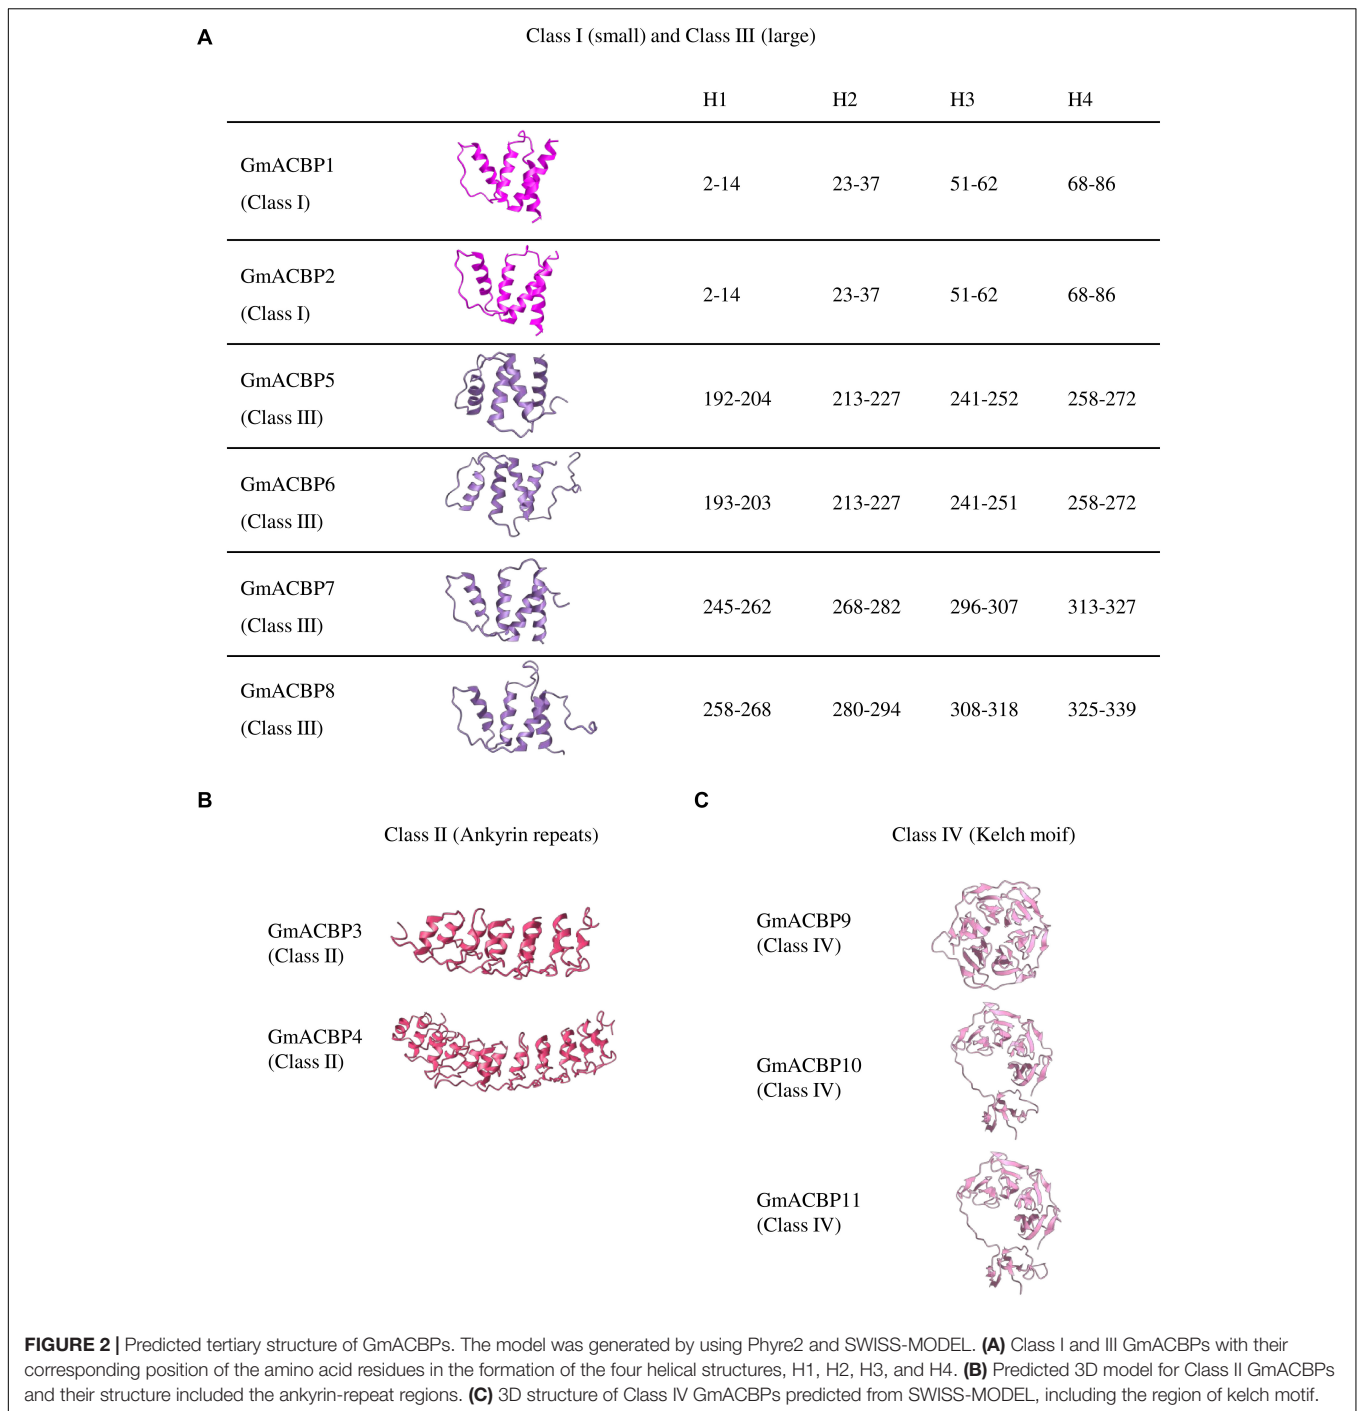 A
Class I (small) and Class III (large)
H1 H2 H3 H4
GmACBP1
(Class I)
2-14 23-37 51-62 68-86
GmACBP2
(Class I)
2-14 23-37 51-62 68-86
GmACBP5
(Class III)
192-204 213-227 241-252 258-272
GmACBP6
(Class III)
193-203 213-227 241-251 258-272
GmACBP7
(Class III)
245-262 268-282 296-307 313-327
GmACBP8
(Class III)
258-268 280-294 308-318 325-339
B
Class II (Ankyrin repeats)
GmACBP3
(Class II)
GmACBP4
(Class II)
C
Class IV (Kelch moif)
GmACBP9
(Class IV)
GmACBP10
(Class IV)
GmACBP11
(Class IV)
FIGURE 2 | Predicted tertiary structure of GmACBPs. The model was generated by using Phyre2 and SWISS-MODEL. (A) Class I and III GmACBPs with their
corresponding position of the amino acid residues in the formation of the four helical structures, H1, H2, H3, and H4. (B) Predicted 3D model for Class II GmACBPs
and their structure included the ankyrin-repeat regions. (C) 3D structure of Class IV GmACBPs predicted from SWISS-MODEL, including the region of kelch motif.